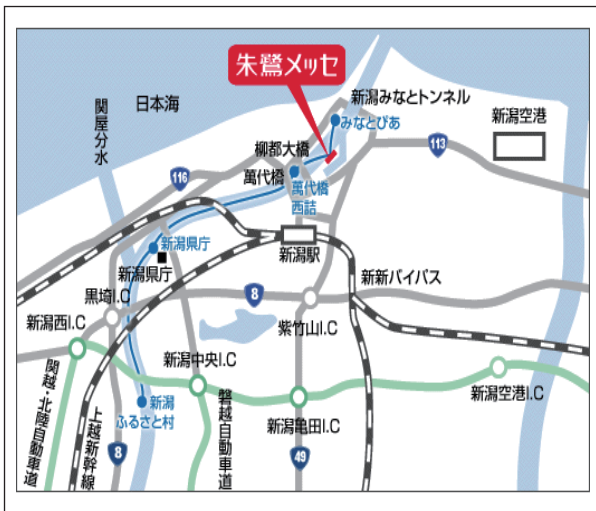 朱鷺メッセ
日本海
関屋分水
新潟みなとトンネル
みなとぴあ
新潟空港
柳都大橋
113
116
萬代橋
萬代橋
西詰
新潟県庁
新潟県庁
新潟駅
新新バイパス
黒埼I.C
8
紫竹山I.C
新潟西I.C
新潟中央I.C
新潟空港I.C
新潟
ふるさと村
新潟亀田I.C
関越・北陸自動車道
上越新幹線
磐越自動車道
8
49